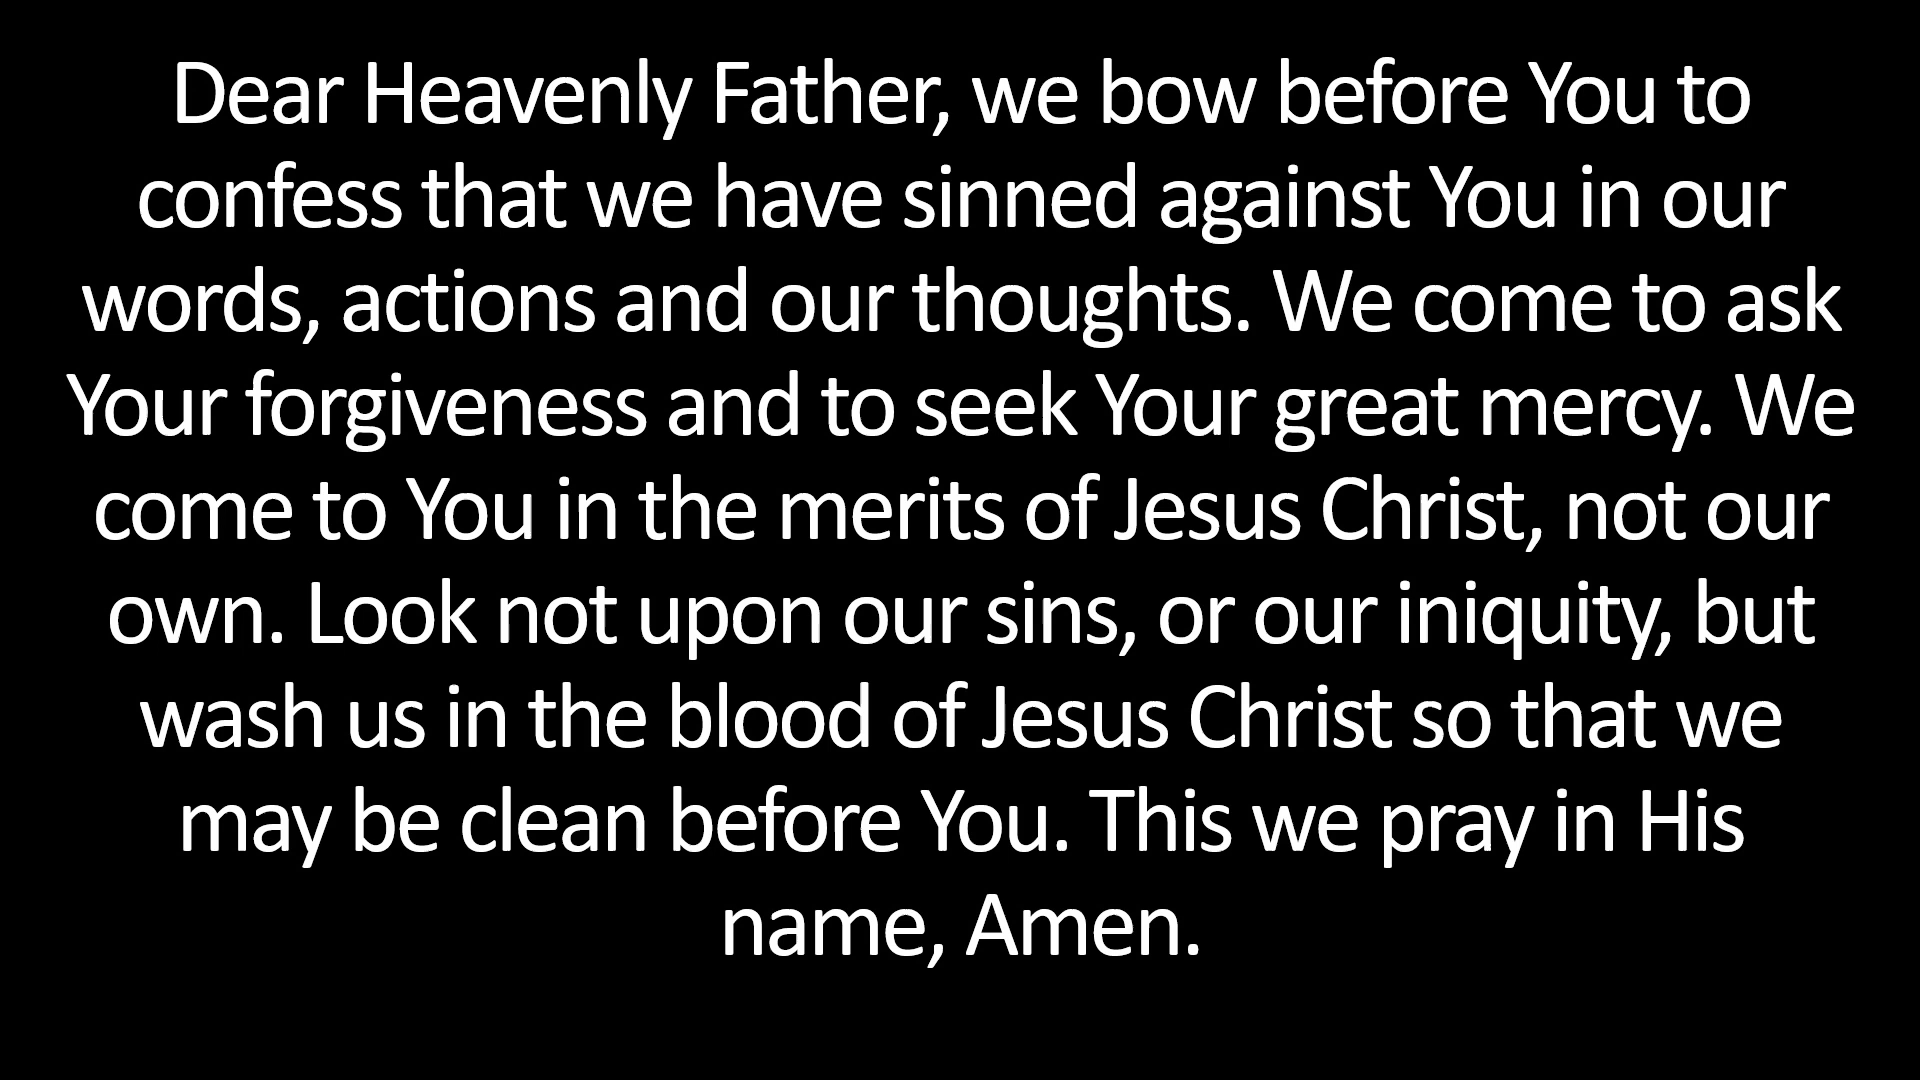 Dear Heavenly Father, we bow before You to
confess that we have sinned against You in our
words, actions and our thoughts. We come to ask
Your forgiveness and to seek Your great mercy. We
come to You in the merits of Jesus Christ, not our
own. Look not upon our sins, or our iniquity, but
wash us in the blood of Jesus Christ so that we
may be clean before You. This we pray in His
name, Amen.